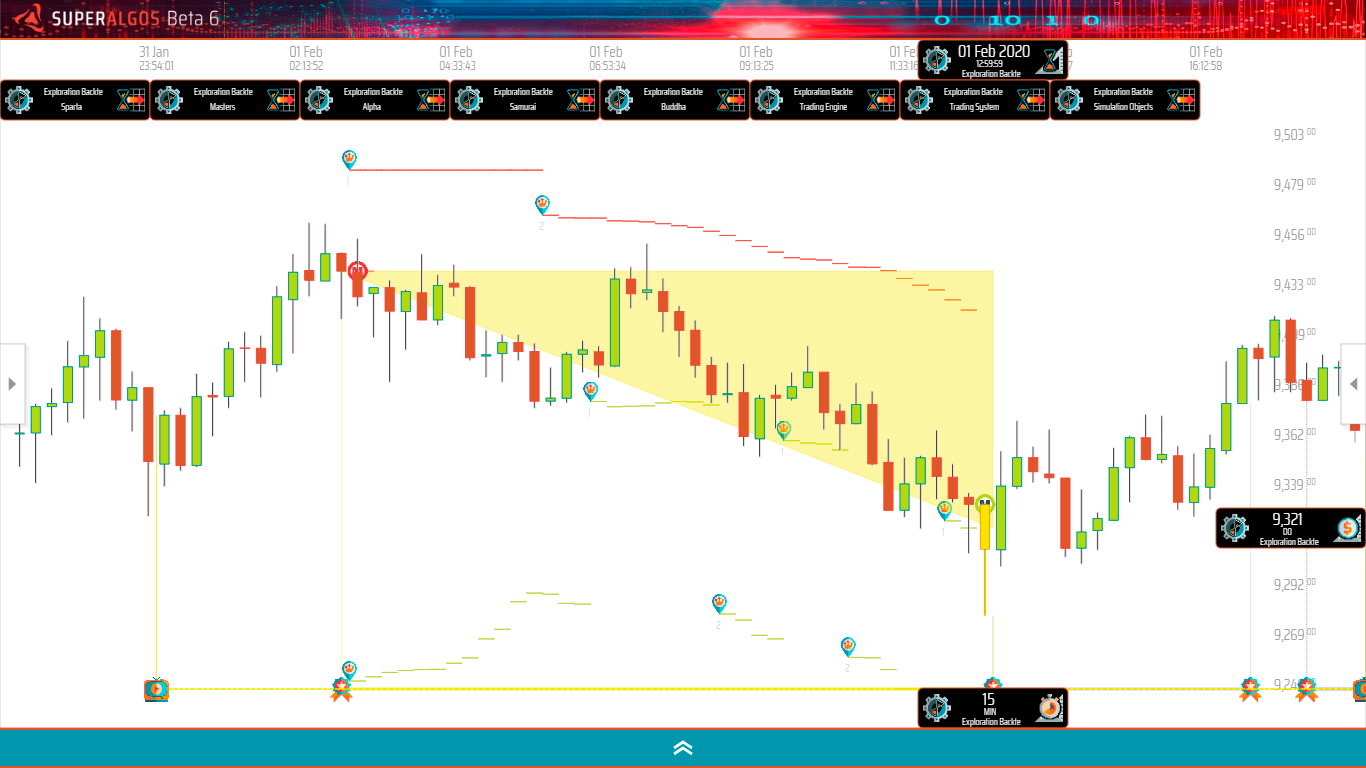 SUPERALGOS Beta 6
0 10 1 0
31 Jan
23:54:01
01 Feb
02:13:52
01 Feb
04:33:43
01 Feb
06:53:34
01 Feb
09:13:25
11:33:16
01 Feb 2020
12:59:59
Exploration Backte
01 Feb
16:12:58
Exploration Backte
Sparta
Exploration Backte
Masters
Exploration Backte
Alpha
Exploration Backte
Samurai
Exploration Backte
Buddha
Exploration Backte
Trading Engine
Exploration Backte
Trading System
Exploration Backte
Simulation Objects
9,503 00
9,479 00
9,456 00
9,433 00
9,362 00
9,339 00
9,321
00
Exploration Backte
9,292 00
9,269 00
1
2
1
1
1
2
2
15
MIN
Exploration Backte